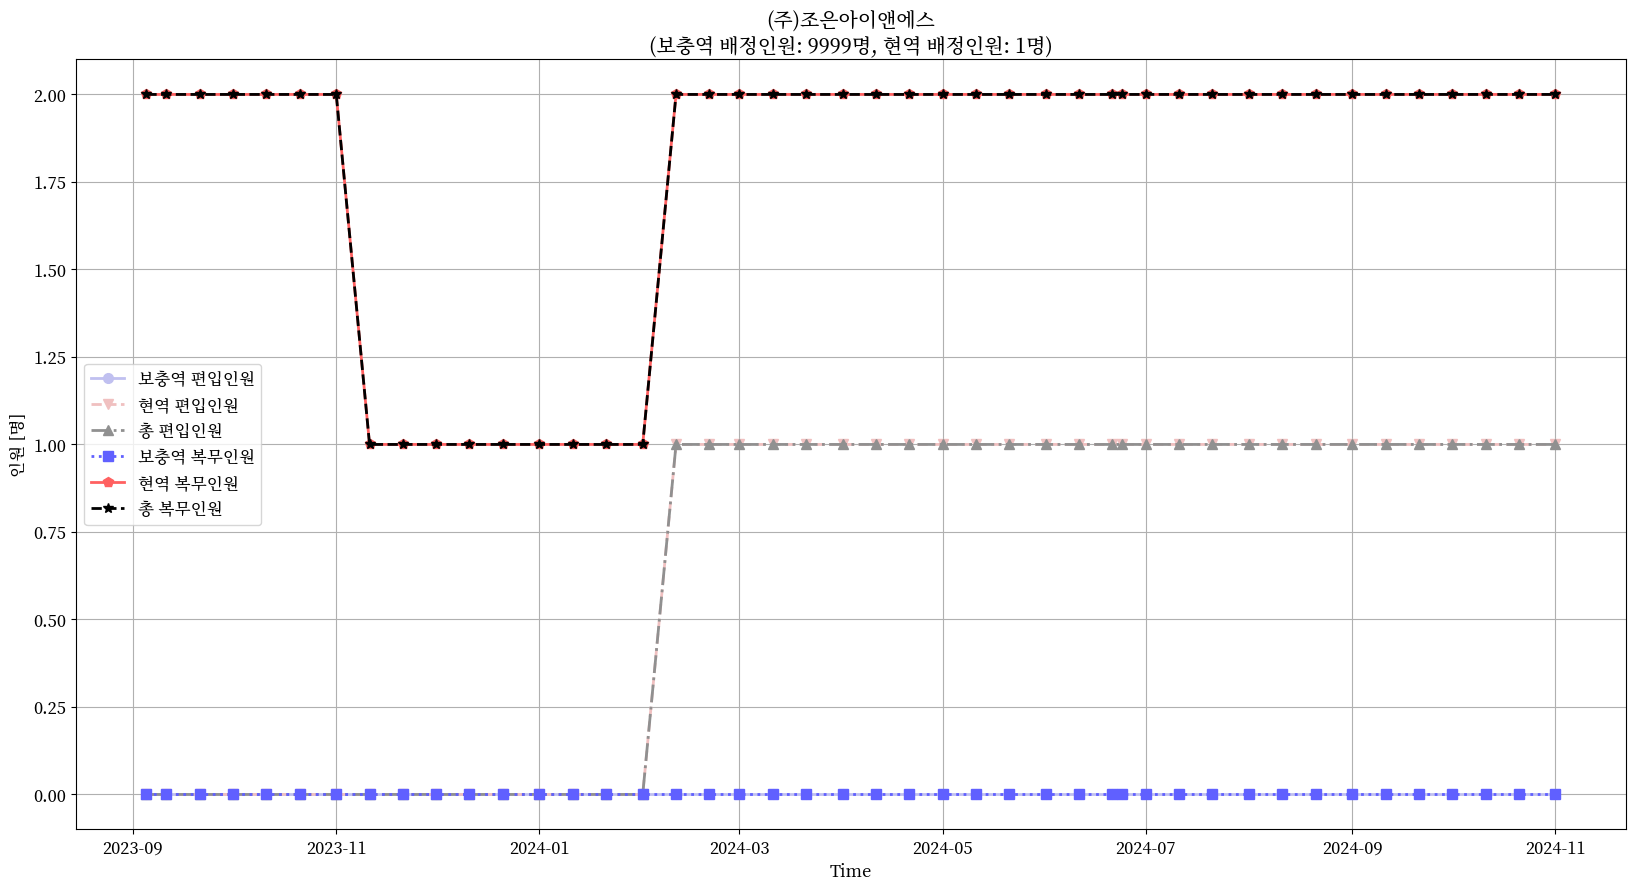 (주)조은아이앤에스
(보충역 배정인원: 9999명, 현역 배정인원: 1명)
인원 [명]
2.00
1.75
1.50
1.25
1.00
0.75
0.50
0.25
0.00
보충역 편입인원
현역 편입인원
총 편입인원
보충역 복무인원
현역 복무인원
총 복무인원
2023-09
2023-11
2024-01
2024-03
2024-05
2024-07
2024-09
2024-11
Time